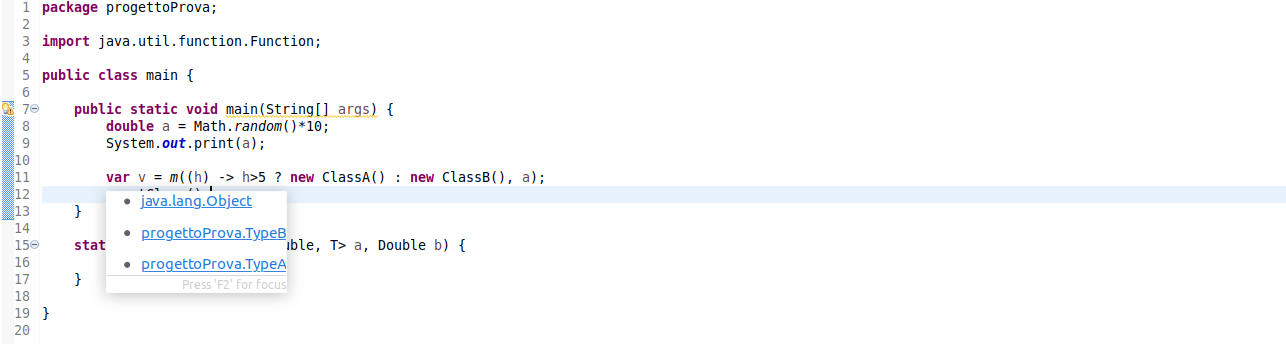 1 package progettoProva;
2
3 import java.util.function.Function;
4
5 public class main {
6
7 public static void main(String[] args) {
8 double a = Math.random()*10;
9 System.out.print(a);
10
11 var v = m((h) -> h>5 ? new ClassA() : new ClassB(), a);
12
java.lang.Object
13 }
14
progettoProva.TypeB
15 stat uble, T> a, Double b) {
16
progettoProva.TypeA
17 }
Press 'F2' for focus
18
19 }
20